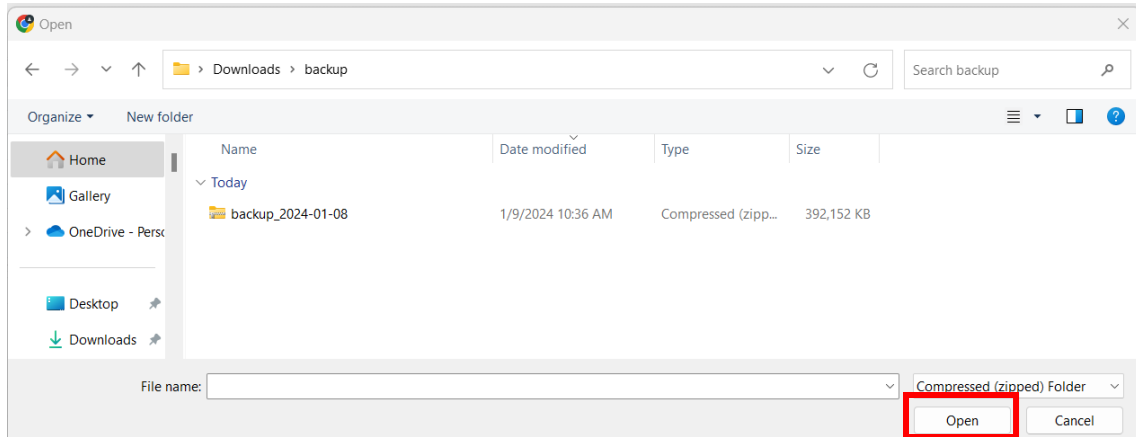 Open
Downloads > backup
Search backup
Organize New folder
Name Date modified Type Size
Home
Today
Gallery
backup_2024-01-08 1/9/2024 10:36 AM Compressed (zipp... 392,152 KB
OneDrive - Perso
Desktop
Downloads
File name: Compressed (zipped) Folder
Open Cancel